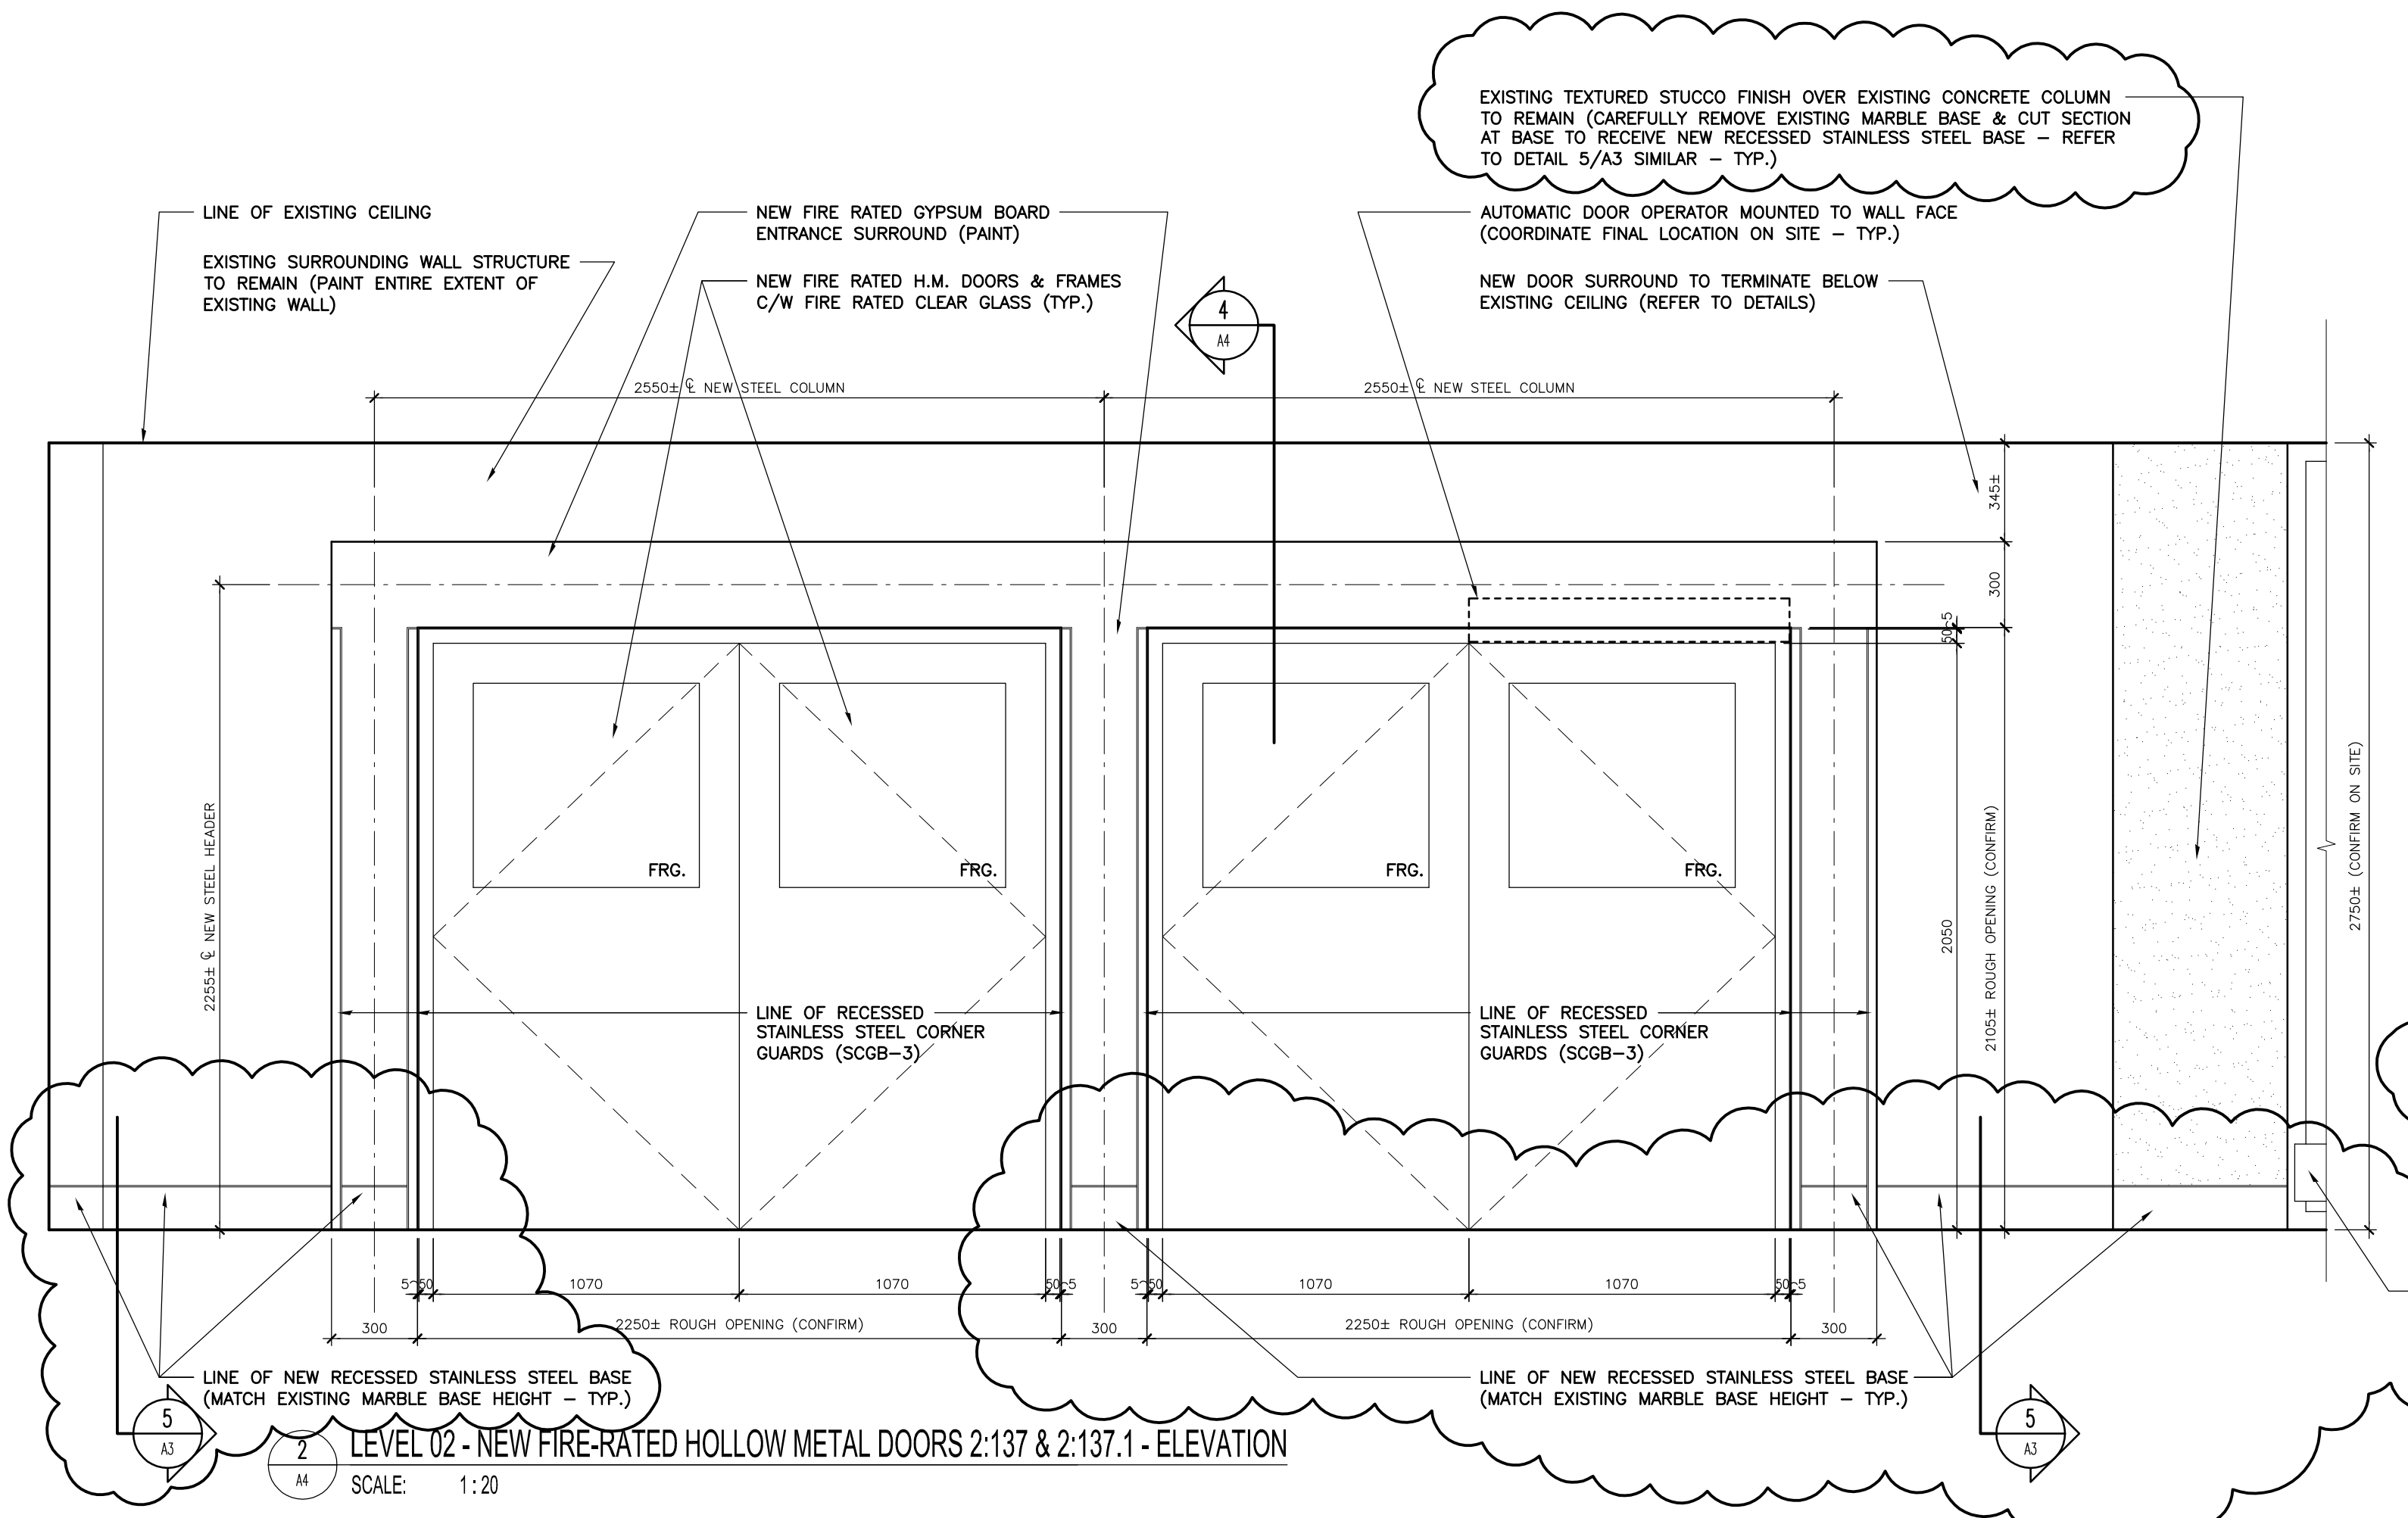 EXISTING TEXTURED STUCCO FINISH OVER EXISTING CONCRETE COLUMN
TO REMAIN (CAREFULLY REMOVE EXISTING MARBLE BASE & CUT SECTION
AT BASE TO RECEIVE NEW RECESSED STAINLESS STEEL BASE – REFER
TO DETAIL 5/A3 SIMILAR – TYP.)
LINE OF EXISTING CEILING
EXISTING SURROUNDING WALL STRUCTURE
TO REMAIN (PAINT ENTIRE EXTENT OF
EXISTING WALL)
NEW FIRE RATED GYPSUM BOARD
ENTRANCE SURROUND (PAINT)
NEW FIRE RATED H.M. DOORS & FRAMES
C/W FIRE RATED CLEAR GLASS (TYP.)
AUTOMATIC DOOR OPERATOR MOUNTED TO WALL FACE
(COORDINATE FINAL LOCATION ON SITE – TYP.)
NEW DOOR SURROUND TO TERMINATE BELOW
EXISTING CEILING (REFER TO DETAILS)
4
A4
2550± ℄ NEW STEEL COLUMN
2550± ℄ NEW STEEL COLUMN
345±
300
50
5
2255± ℄ NEW STEEL HEADER
FRG.
FRG.
FRG.
FRG.
2050
2105± ROUGH OPENING (CONFIRM)
2750± (CONFIRM ON SITE)
LINE OF RECESSED
STAINLESS STEEL CORNER
GUARDS (SCGB–3)
LINE OF RECESSED
STAINLESS STEEL CORNER
GUARDS (SCGB–3)
5
50
1070
1070
50
5
5
50
1070
1070
50
5
300
2250± ROUGH OPENING (CONFIRM)
300
2250± ROUGH OPENING (CONFIRM)
300
LINE OF NEW RECESSED STAINLESS STEEL BASE
(MATCH EXISTING MARBLE BASE HEIGHT – TYP.)
LINE OF NEW RECESSED STAINLESS STEEL BASE
(MATCH EXISTING MARBLE BASE HEIGHT – TYP.)
5
A3
5
A3
2
A4
LEVEL 02 - NEW FIRE-RATED HOLLOW METAL DOORS 2:137 & 2:137.1 - ELEVATION
SCALE: 1 : 20